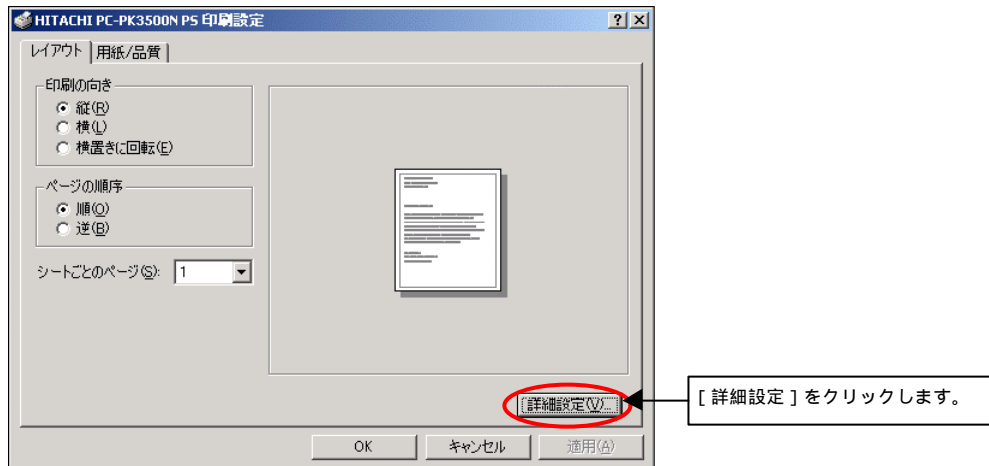 HITACHI PC-PK3500N PS 印刷設定
レイアウト 用紙/品質
印刷の向き
縦(R)
横(L)
横置きに回転(E)
ページの順序
順(O)
逆(B)
シートごとのページ(S): 1
詳細設定(V)...
[詳細設定]をクリックします。
OK キャンセル 適用(A)